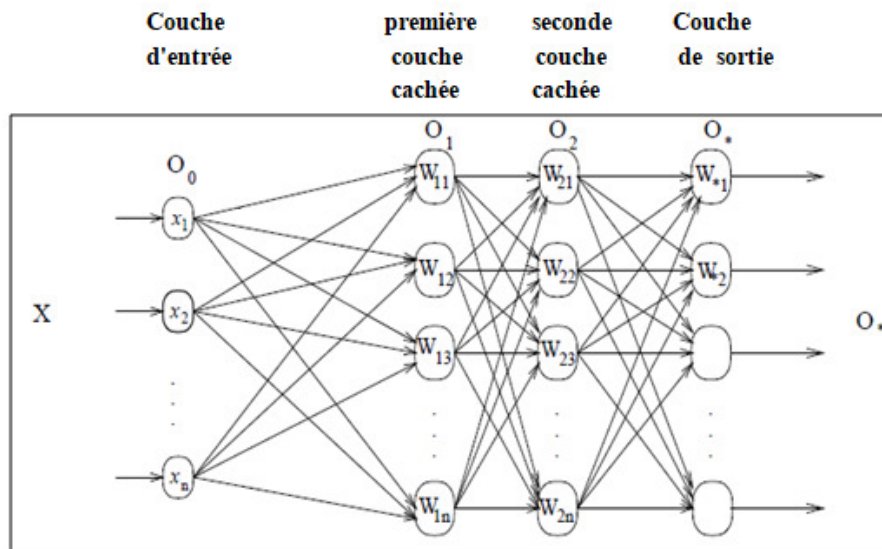 Couche première seconde Couche
d'entrée couche couche de sortie
cachée cachée
O₁ O₂ O*
O₀ W₁₁ W₂₁ W*₁
x₁
W₁₂ W₂₂ W*₂
X x₂ O*
W₁₃ W₂₃
xₙ
W₁ₙ W₂ₙ